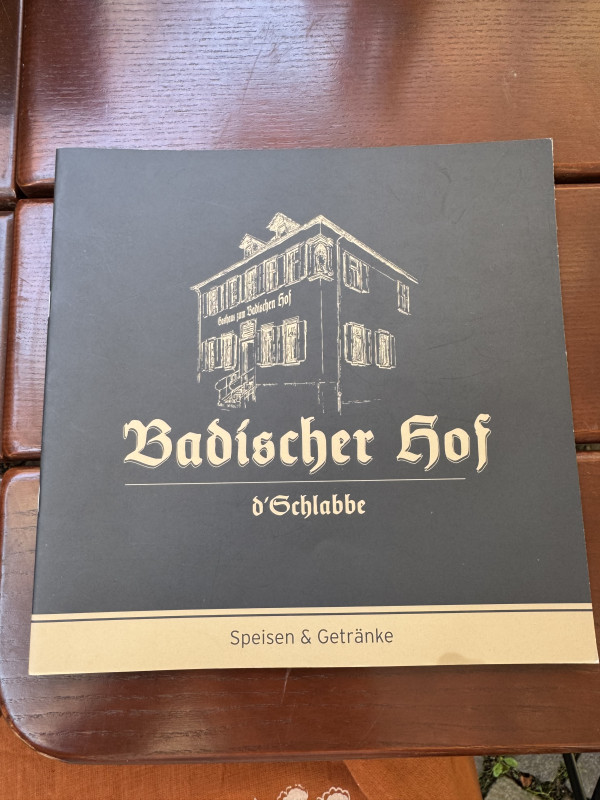 Gasthaus zum Badischen Hof
Badischer Hof
d'Schlabbe
Speisen & Getränke